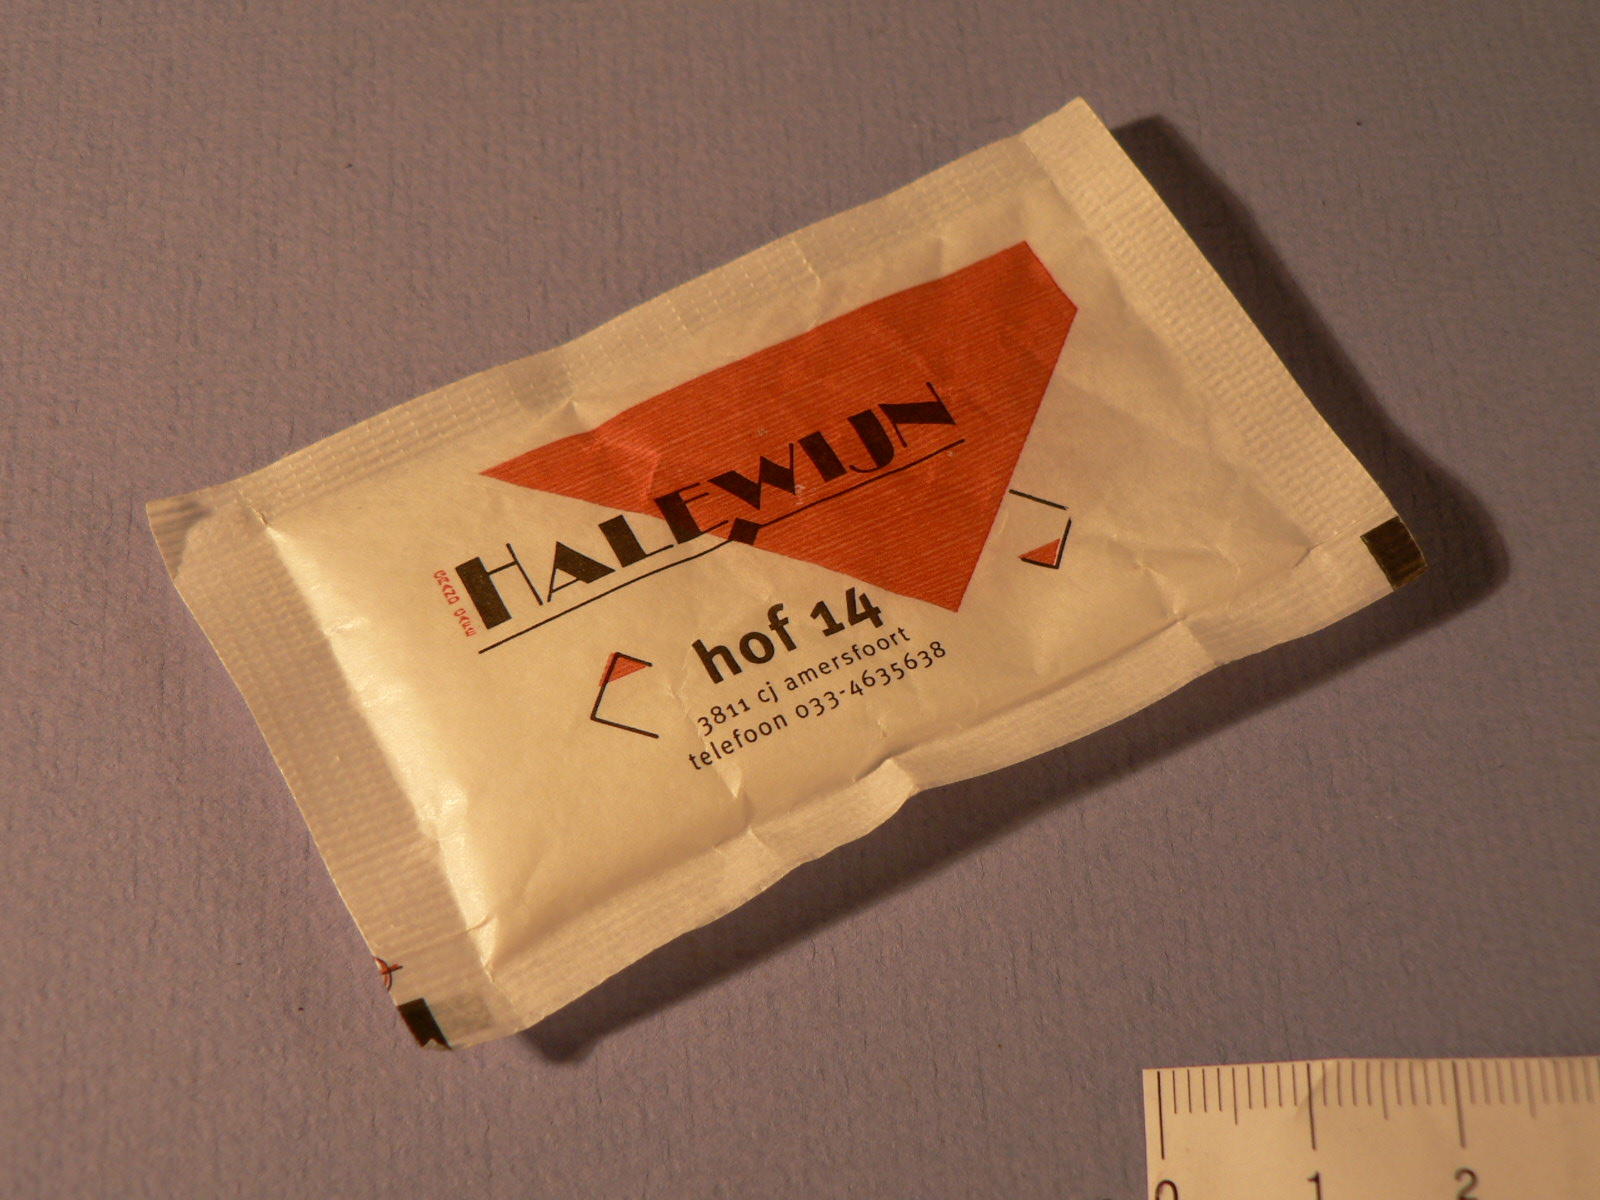 HALEWIJN
hof 14
3811 cj amersfoort
telefoon 033-4635638
0 1 2